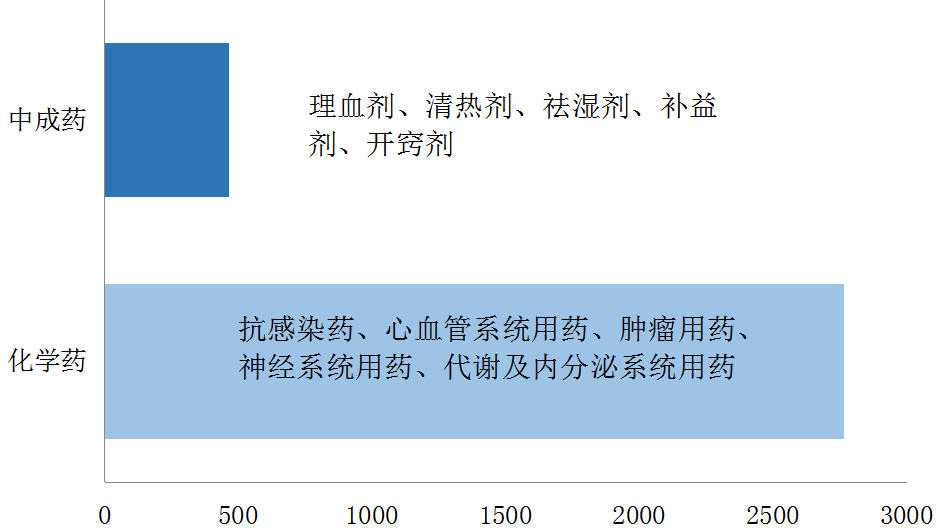 中成药
理血剂、清热剂、祛湿剂、补益
剂、开窍剂
化学药
抗感染药、心血管系统用药、肿瘤用药、
神经系统用药、代谢及内分泌系统用药
0 500 1000 1500 2000 2500 3000